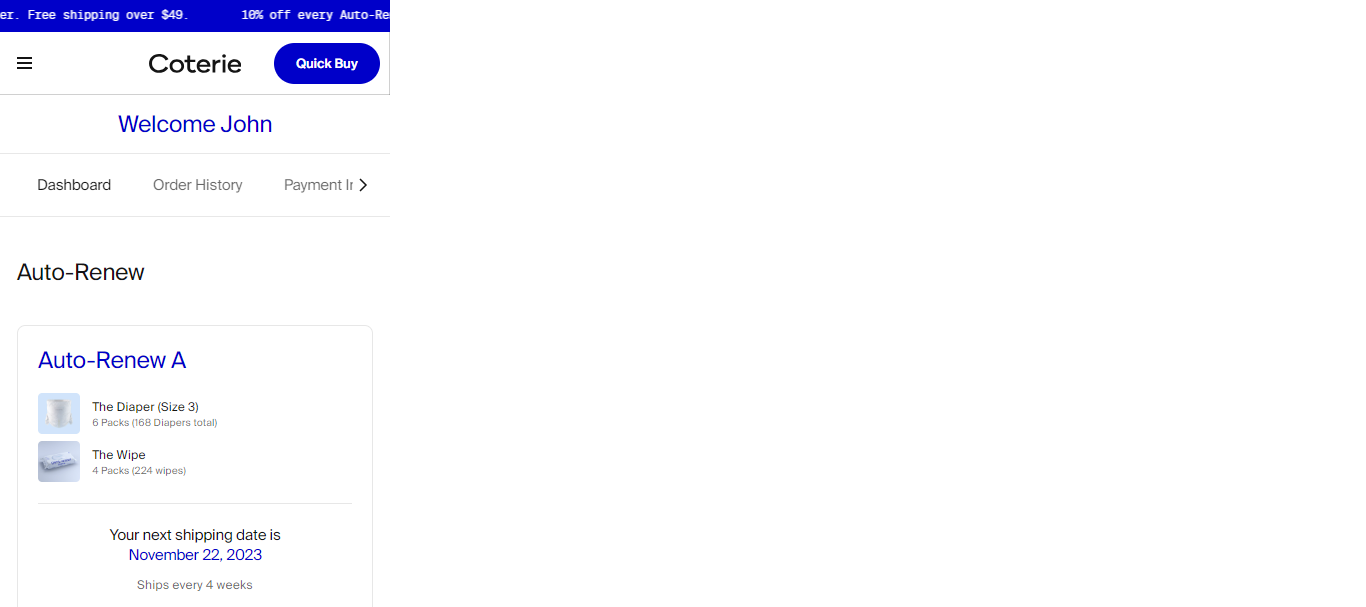 er. Free shipping over $49. 10% off every Auto-Re
Coterie
Quick Buy
Welcome John
Dashboard Order History Payment
Auto-Renew
Auto-Renew A
The Diaper (Size 3)
6 Packs (168 Diapers total)
The Wipe
4 Packs (224 wipes)
Your next shipping date is
November 22, 2023
Ships every 4 weeks